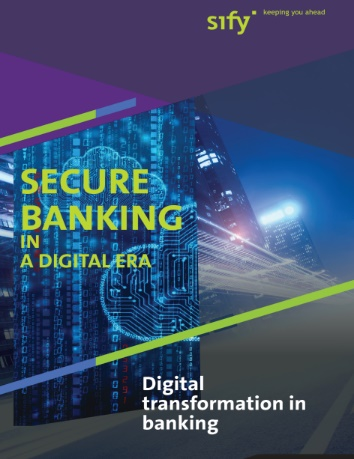 sify
keeping you ahead
SECURE
BANKING
IN
A DIGITAL ERA
Digital
transformation in
banking